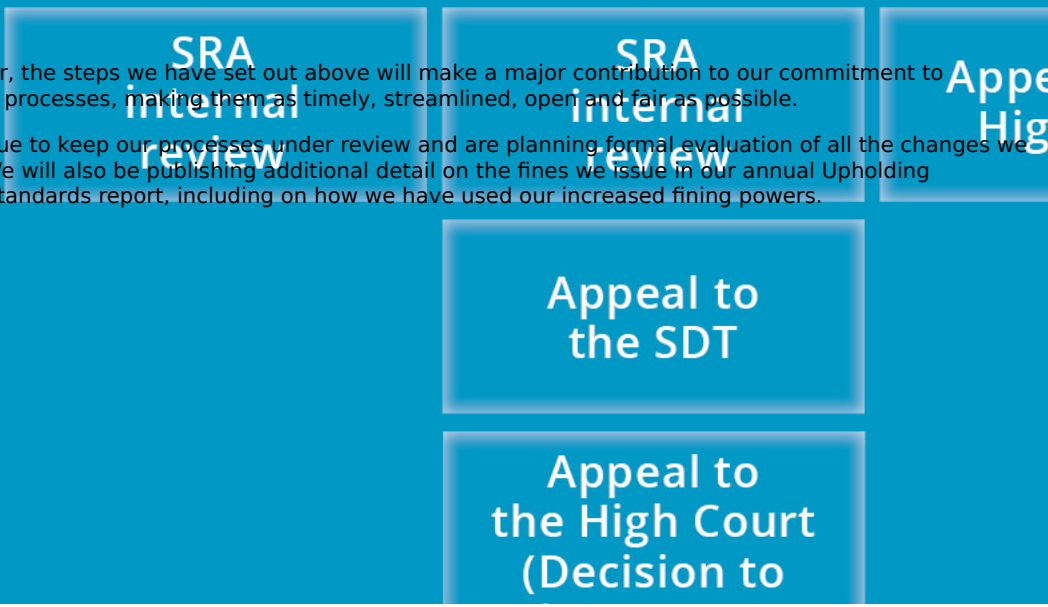 SRA
internal
review
SRA
internal
review
Appe
Hig
r, the steps we have set out above will make a major contribution to our commitment to
processes, making them as timely, streamlined, open and fair as possible.
ue to keep our processes under review and are planning formal evaluation of all the changes we
e will also be publishing additional detail on the fines we issue in our annual Upholding
tandards report, including on how we have used our increased fining powers.
Appeal to
the SDT
Appeal to
the High Court
(Decision to